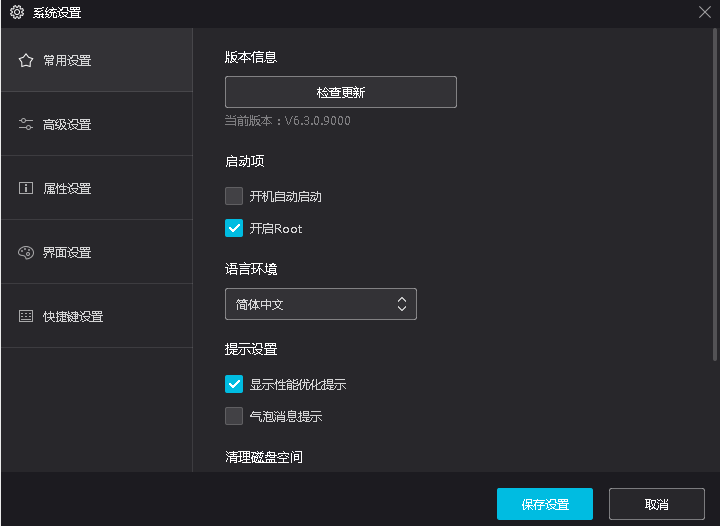 系统设置
常用设置
高级设置
属性设置
界面设置
快捷键设置
版本信息
检查更新
当前版本：V6.3.0.9000
启动项
开机自动启动
开启Root
语言环境
简体中文
提示设置
显示性能优化提示
气泡消息提示
清理磁盘空间
保存设置
取消